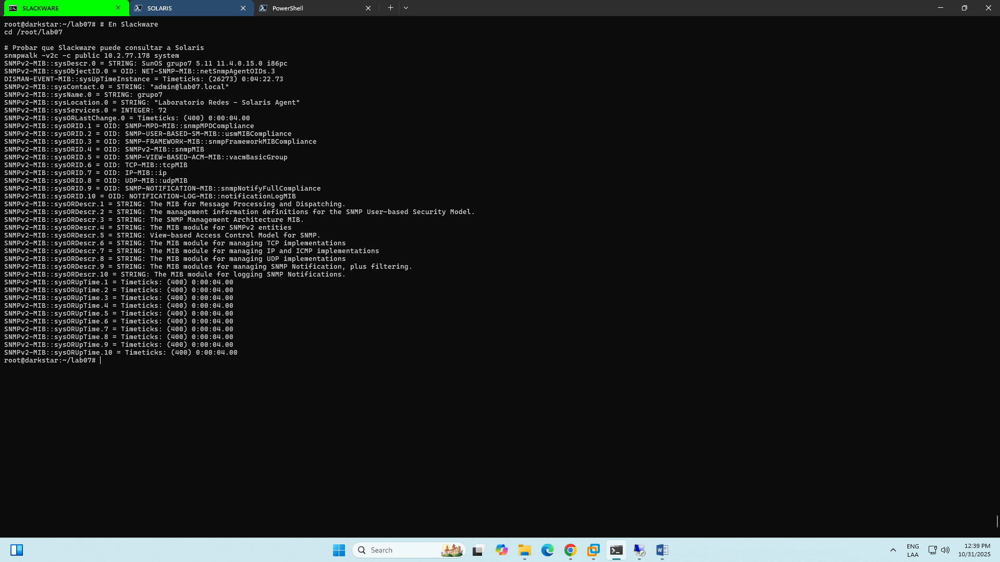 SLACKWARE
SOLARIS
PowerShell
root@darkstar:~/lab07# # En Slackware
cd /root/lab07
# Probar que Slackware puede consultar a Solaris
snmpwalk -v2c -c public 10.2.77.178 system
SNMPv2-MIB::sysDescr.0 = STRING: SunOS grupo7 5.11 11.4.0.15.0 i86pc
SNMPv2-MIB::sysObjectID.0 = OID: NET-SNMP-MIB::netSnmpAgentOIDs.3
DISMAN-EVENT-MIB::sysUpTimeInstance = Timeticks: (26273) 0:04:22.73
SNMPv2-MIB::sysContact.0 = STRING: "admin@lab07.local"
SNMPv2-MIB::sysName.0 = STRING: grupo7
SNMPv2-MIB::sysLocation.0 = STRING: "Laboratorio Redes - Solaris Agent"
SNMPv2-MIB::sysServices.0 = INTEGER: 72
SNMPv2-MIB::sysORLastChange.0 = Timeticks: (400) 0:00:04.00
SNMPv2-MIB::sysORID.1 = OID: SNMP-MPD-MIB::snmpMPDCompliance
SNMPv2-MIB::sysORID.2 = OID: SNMP-USER-BASED-SM-MIB::usmMIBCompliance
SNMPv2-MIB::sysORID.3 = OID: SNMP-FRAMEWORK-MIB::snmpFrameworkMIBCompliance
SNMPv2-MIB::sysORID.4 = OID: SNMPv2-MIB::snmpMIB
SNMPv2-MIB::sysORID.5 = OID: SNMP-VIEW-BASED-ACM-MIB::vacmBasicGroup
SNMPv2-MIB::sysORID.6 = OID: TCP-MIB::tcpMIB
SNMPv2-MIB::sysORID.7 = OID: IP-MIB::ip
SNMPv2-MIB::sysORID.8 = OID: UDP-MIB::udpMIB
SNMPv2-MIB::sysORID.9 = OID: SNMP-NOTIFICATION-MIB::snmpNotifyFullCompliance
SNMPv2-MIB::sysORID.10 = OID: NOTIFICATION-LOG-MIB::notificationLogMIB
SNMPv2-MIB::sysORDescr.1 = STRING: The MIB for Message Processing and Dispatching.
SNMPv2-MIB::sysORDescr.2 = STRING: The management information definitions for the SNMP User-based Security Model.
SNMPv2-MIB::sysORDescr.3 = STRING: The SNMP Management Architecture MIB.
SNMPv2-MIB::sysORDescr.4 = STRING: The MIB module for SNMPv2 entities
SNMPv2-MIB::sysORDescr.5 = STRING: View-based Access Control Model for SNMP.
SNMPv2-MIB::sysORDescr.6 = STRING: The MIB module for managing TCP implementations
SNMPv2-MIB::sysORDescr.7 = STRING: The MIB module for managing IP and ICMP implementations
SNMPv2-MIB::sysORDescr.8 = STRING: The MIB module for managing UDP implementations
SNMPv2-MIB::sysORDescr.9 = STRING: The MIB modules for managing SNMP Notification, plus filtering.
SNMPv2-MIB::sysORDescr.10 = STRING: The MIB module for logging SNMP Notifications.
SNMPv2-MIB::sysORUpTime.1 = Timeticks: (400) 0:00:04.00
SNMPv2-MIB::sysORUpTime.2 = Timeticks: (400) 0:00:04.00
SNMPv2-MIB::sysORUpTime.3 = Timeticks: (400) 0:00:04.00
SNMPv2-MIB::sysORUpTime.4 = Timeticks: (400) 0:00:04.00
SNMPv2-MIB::sysORUpTime.5 = Timeticks: (400) 0:00:04.00
SNMPv2-MIB::sysORUpTime.6 = Timeticks: (400) 0:00:04.00
SNMPv2-MIB::sysORUpTime.7 = Timeticks: (400) 0:00:04.00
SNMPv2-MIB::sysORUpTime.8 = Timeticks: (400) 0:00:04.00
SNMPv2-MIB::sysORUpTime.9 = Timeticks: (400) 0:00:04.00
SNMPv2-MIB::sysORUpTime.10 = Timeticks: (400) 0:00:04.00
root@darkstar:~/lab07#
Search
ENG
LAA
12:39 PM
10/31/2025